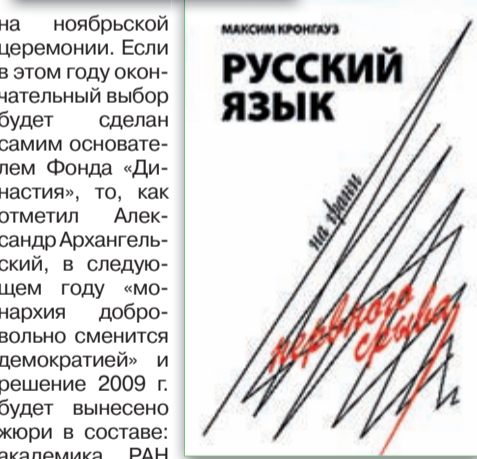 на ноябрьской
церемонии. Если
в этом году окон-
чательный выбор
будет сделан
самим основате-
лем Фонда «Ди-
настия», то, как
отметил Алек-
сандр Архангель-
ский, в следую-
щем году «мо-
нархия добро-
вольно сменится
демократией» и
решение 2009 г.
будет вынесено
жюри в составе:
академика РАН
МАКСИМ КРОНГАУЗ
РУССКИЙ
ЯЗЫК
на грани
нервного
срыва